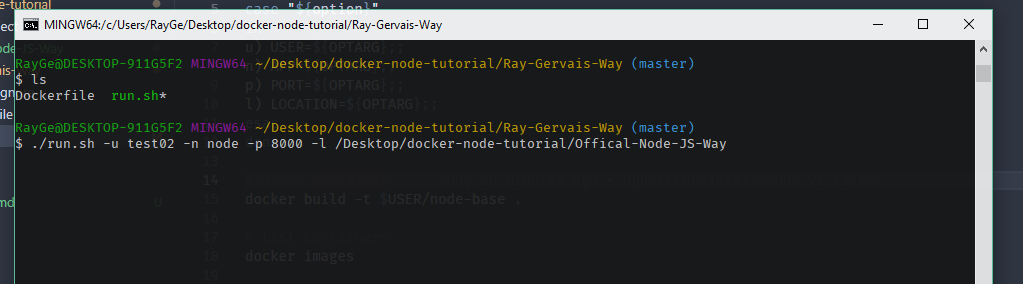 case "${option}"
MINGW64:/c/Users/RayGe/Desktop/docker-node-tutorial/Ray-Gervais-Way
RayGe@DESKTOP-911G5F2 MINGW64 ~/Desktop/docker-node-tutorial/Ray-Gervais-Way (master)
u) USER=${OPTARG};;
$ ls
Dockerfile run.sh*
p) PORT=${OPTARG};;
l) LOCATION=${OPTARG};;
RayGe@DESKTOP-911G5F2 MINGW64 ~/Desktop/docker-node-tutorial/Ray-Gervais-Way (master)
$ ./run.sh -u test02 -n node -p 8000 -l /Desktop/docker-node-tutorial/Offical-Node-JS-Way
14
15 docker build -t $USER/node-base .
17
18 docker images
19